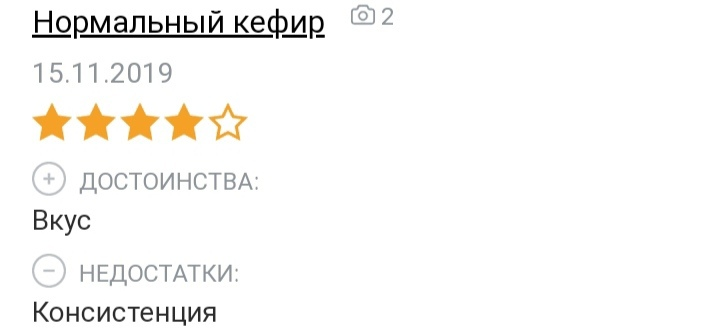 Нормальный кефир 2
15.11.2019
ДОСТОИНСТВА:
Вкус
НЕДОСТАТКИ:
Консистенция